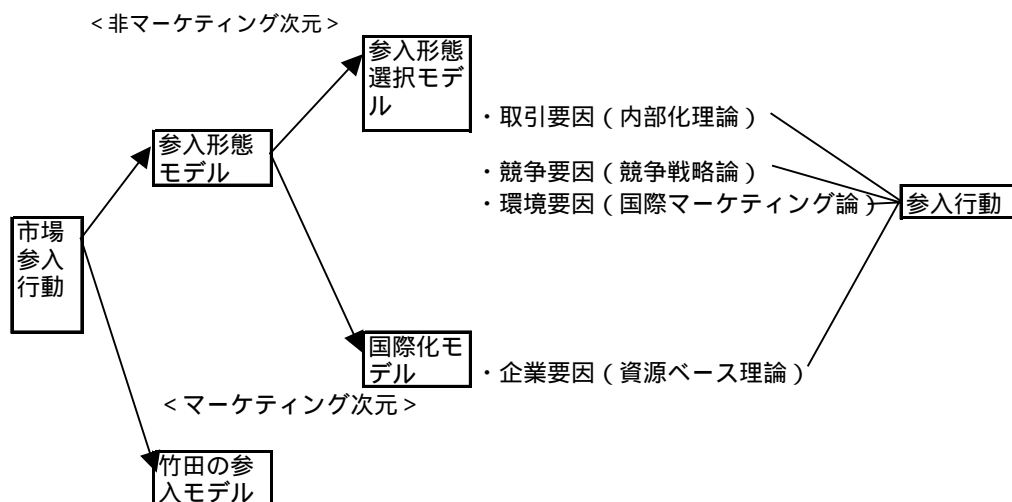 <非マーケティング次元>
参入形態
選択モデ
ル
・取引要因(内部化理論)
参入形態
モデル
・競争要因(競争戦略論)
・環境要因(国際マーケティング論)
参入行動
市場
参入
行動
国際化モ
デル
・企業要因(資源ベース理論)
<マーケティング次元>
竹田の参
入モデル